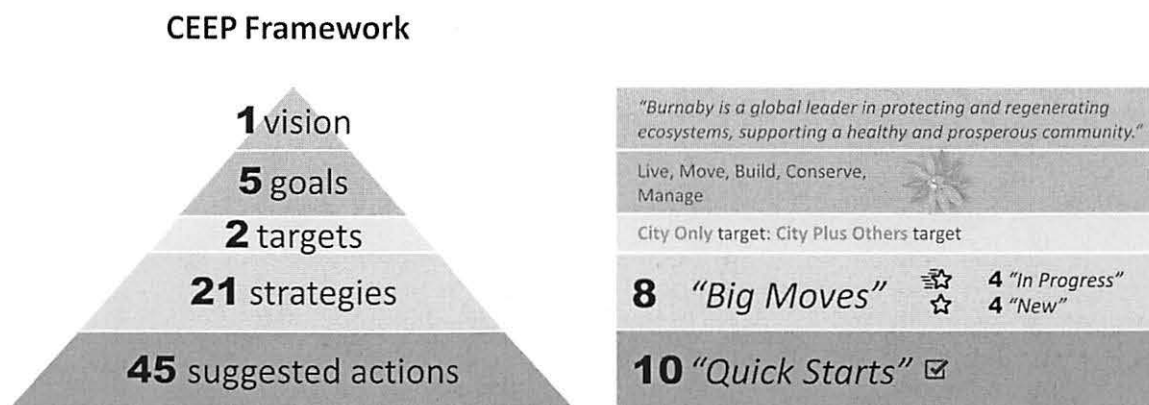 CEEP Framework
1 vision
5 goals
2 targets
21 strategies
45 suggested actions
"Burnaby is a global leader in protecting and regenerating
ecosystems, supporting a healthy and prosperous community."
Live, Move, Build, Conserve,
Manage
City Only target: City Plus Others target
8 "Big Moves"
4 "In Progress"
4 "New"
10 "Quick Starts"